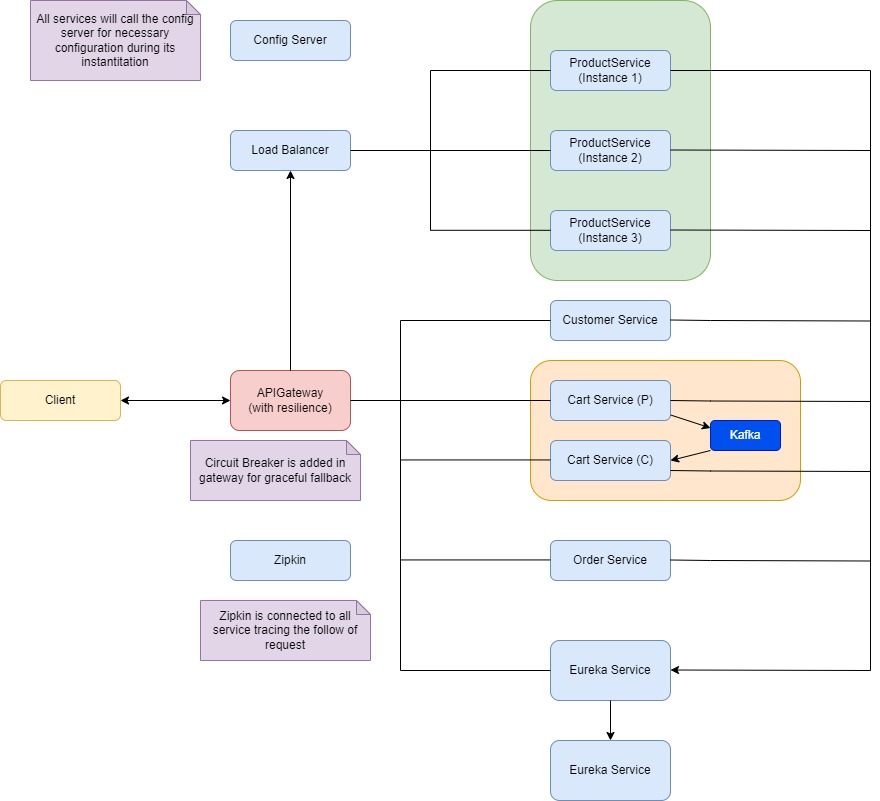 All services will call the config
server for necessary
configuration during its
instantitation
Config Server
ProductService
(Instance 1)
Load Balancer
ProductService
(Instance 2)
ProductService
(Instance 3)
Customer Service
Client
APIGateway
(with resilience)
Cart Service (P)
Kafka
Cart Service (C)
Circuit Breaker is added in
gateway for graceful fallback
Zipkin
Order Service
Zipkin is connected to all
service tracing the follow of
request
Eureka Service
Eureka Service